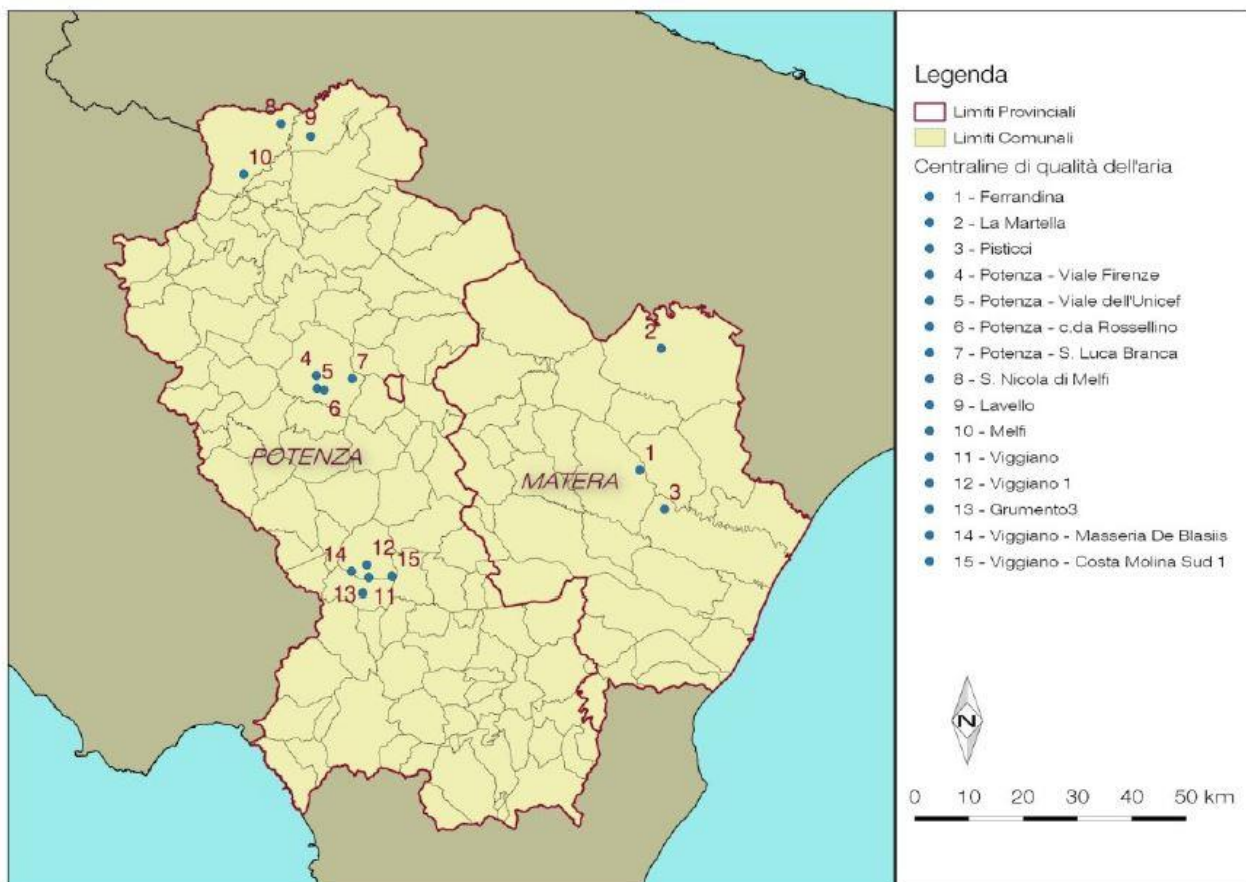 8
9
10
2
4
5
7
6
POTENZA
1
MATERA
3
12
14
15
13
11
Legenda
Limiti Provinciali
Limiti Comunali
Centraline di qualità dell'aria
1 - Ferrandina
2 - La Martella
3 - Pisticci
4 - Potenza - Viale Firenze
5 - Potenza - Viale dell'Unicef
6 - Potenza - c.da Rossellino
7 - Potenza - S. Luca Branca
8 - S. Nicola di Melfi
9 - Lavello
10 - Melfi
11 - Viggiano
12 - Viggiano 1
13 - Grumento3
14 - Viggiano - Masseria De Blasiis
15 - Viggiano - Costa Molina Sud 1
N
0 10 20 30 40 50 km